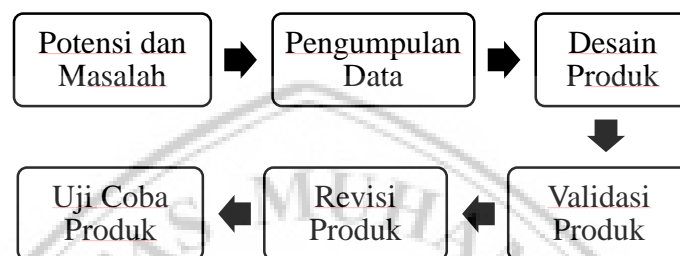 Potensi dan
Masalah
Pengumpulan
Data
Desain
Produk
Validasi
Produk
Revisi
Produk
Uji Coba
Produk